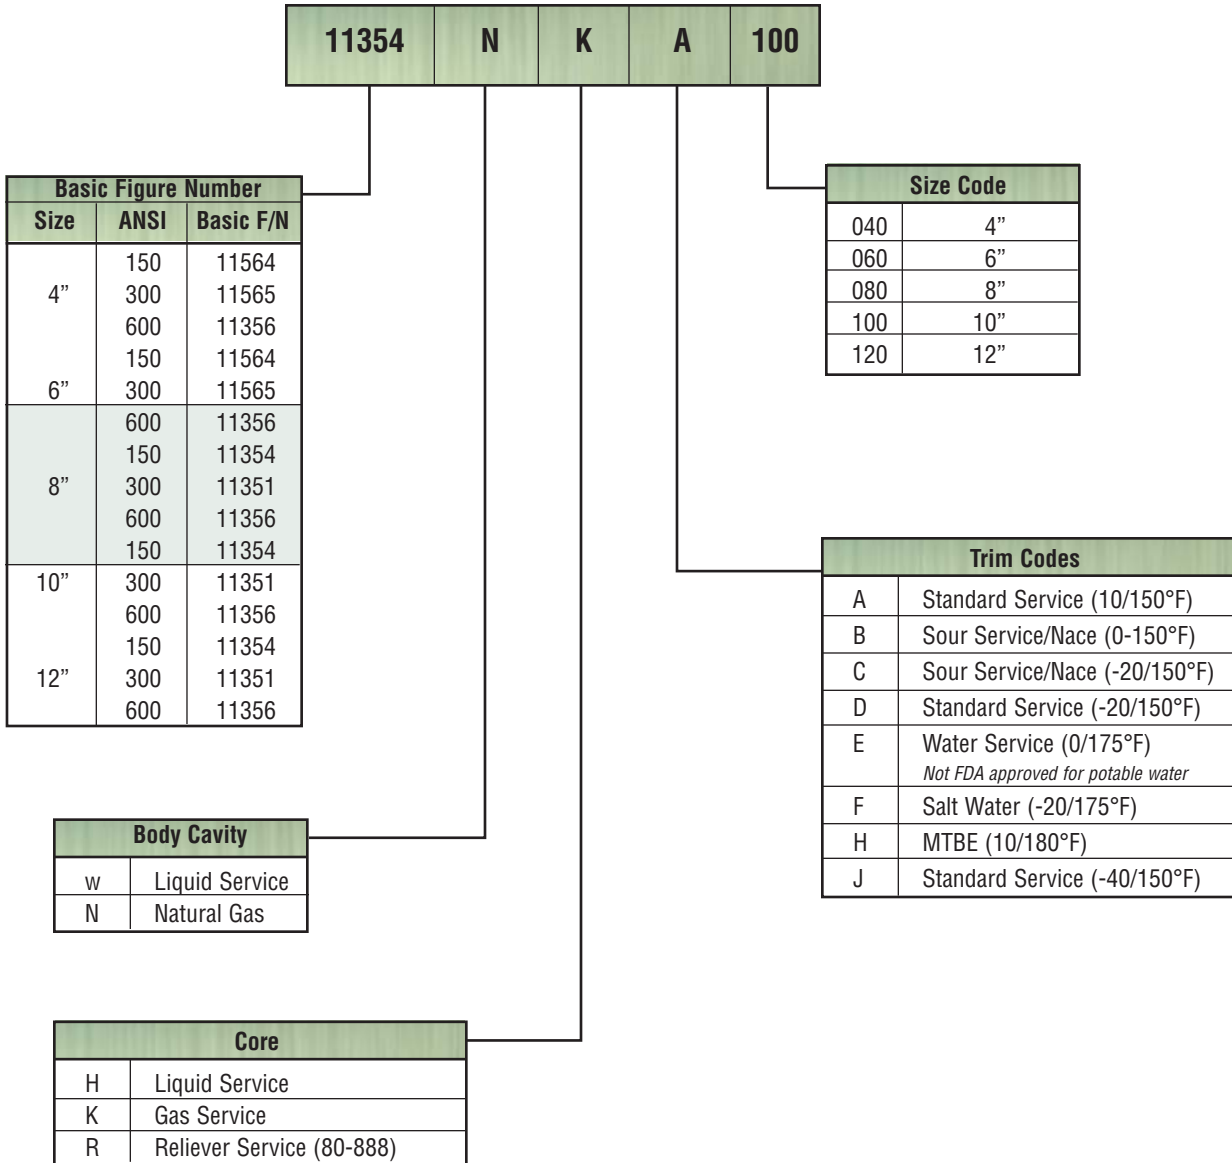 11354 N K A 100
Basic Figure Number
Size ANSI Basic F/N
150 11564
4” 300 11565
600 11356
150 11564
6” 300 11565
600 11356
150 11354
8” 300 11351
600 11356
150 11354
10” 300 11351
600 11356
150 11354
12” 300 11351
600 11356
Size Code
040 4”
060 6”
080 8”
100 10”
120 12”
Trim Codes
A Standard Service (10/150°F)
B Sour Service/Nace (0-150°F)
C Sour Service/Nace (-20/150°F)
D Standard Service (-20/150°F)
E Water Service (0/175°F)
Not FDA approved for potable water
F Salt Water (-20/175°F)
H MTBE (10/180°F)
J Standard Service (-40/150°F)
Body Cavity
w Liquid Service
N Natural Gas
Core
H Liquid Service
K Gas Service
R Reliever Service (80-888)